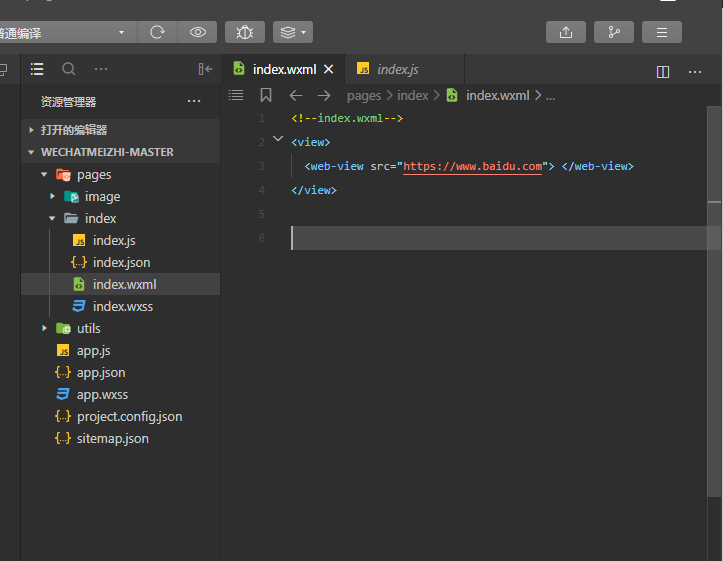 普通编译
index.wxml
index.js
资源管理器
pages > index > index.wxml > ...
打开的编辑器
WECHATMEIZHI-MASTER
pages
image
index
index.js
index.json
index.wxml
index.wxss
utils
app.js
app.json
app.wxss
project.config.json
sitemap.json
1 <!--index.wxml-->
2 <view>
3 <web-view src="https://www.baidu.com"> </web-view>
4 </view>
5
6